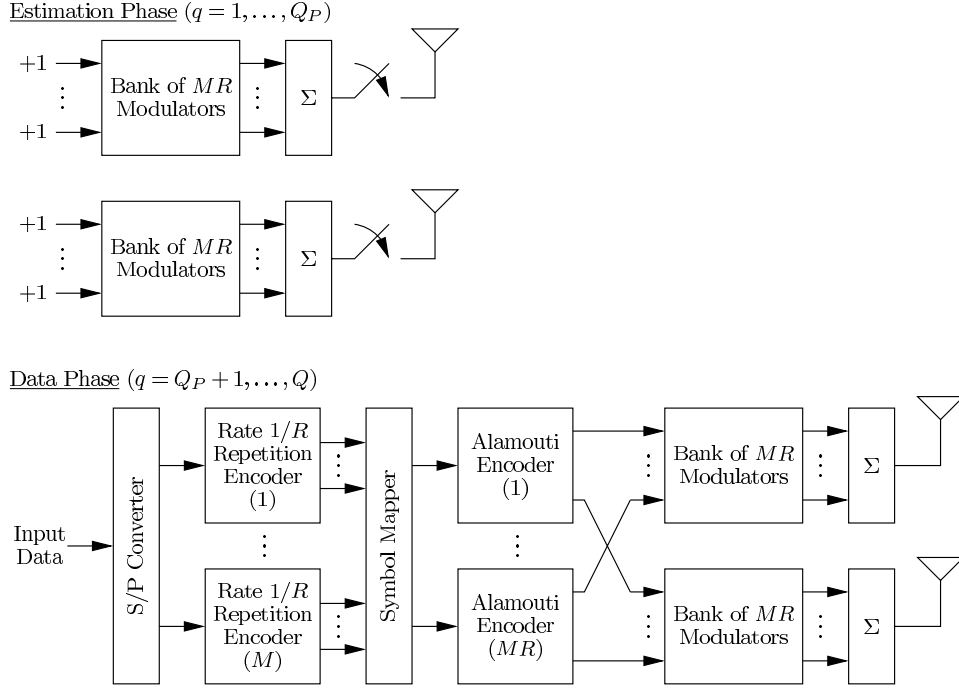 Estimation Phase (q = 1, . . . , Q_P)
+1
⋮
+1
Bank of MR
Modulators
⋮
Σ
+1
⋮
+1
Bank of MR
Modulators
⋮
Σ
Data Phase (q = Q_P + 1, . . . , Q)
Input
Data
S/P Converter
Rate 1/R
Repetition
Encoder
(1)
⋮
Rate 1/R
Repetition
Encoder
(M)
⋮
⋮
Symbol Mapper
Alamouti
Encoder
(1)
⋮
Alamouti
Encoder
(MR)
⋮
Bank of MR
Modulators
⋮
Σ
⋮
Bank of MR
Modulators
⋮
Σ